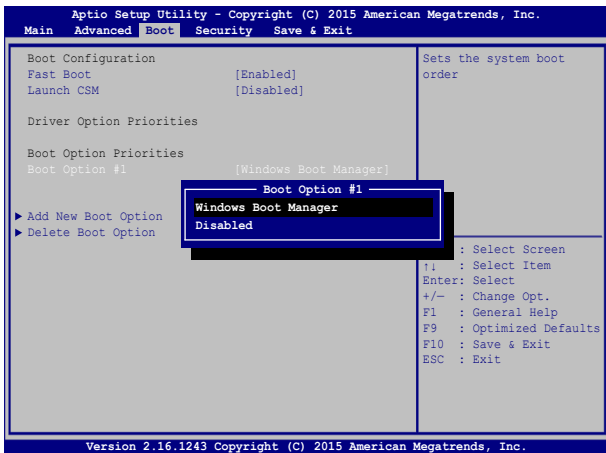 Aptio Setup Utility - Copyright (C) 2015 American Megatrends, Inc.
Main Advanced Boot Security Save & Exit
Boot Configuration
Fast Boot [Enabled]
Launch CSM [Disabled]
Driver Option Priorities
Boot Option Priorities
Boot Option #1 [Windows Boot Manager]
Add New Boot Option
Delete Boot Option
Boot Option #1
Windows Boot Manager
Disabled
Sets the system boot
order
: Select Screen
↑↓ : Select Item
Enter: Select
+/— : Change Opt.
F1 : General Help
F9 : Optimized Defaults
F10 : Save & Exit
ESC : Exit
Version 2.16.1243 Copyright (C) 2015 American Megatrends, Inc.